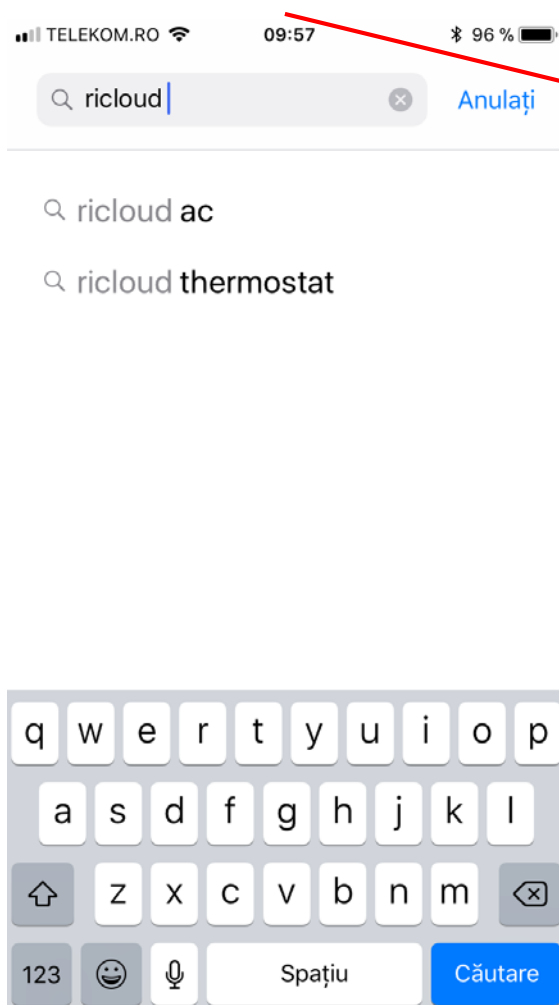 TELEKOM.RO 09:57 96 %
ricloud Anulați
ricloud ac
ricloud thermostat
q w e r t y u i o p
a s d f g h j k l
z x c v b n m
123 Spațiu Căutare